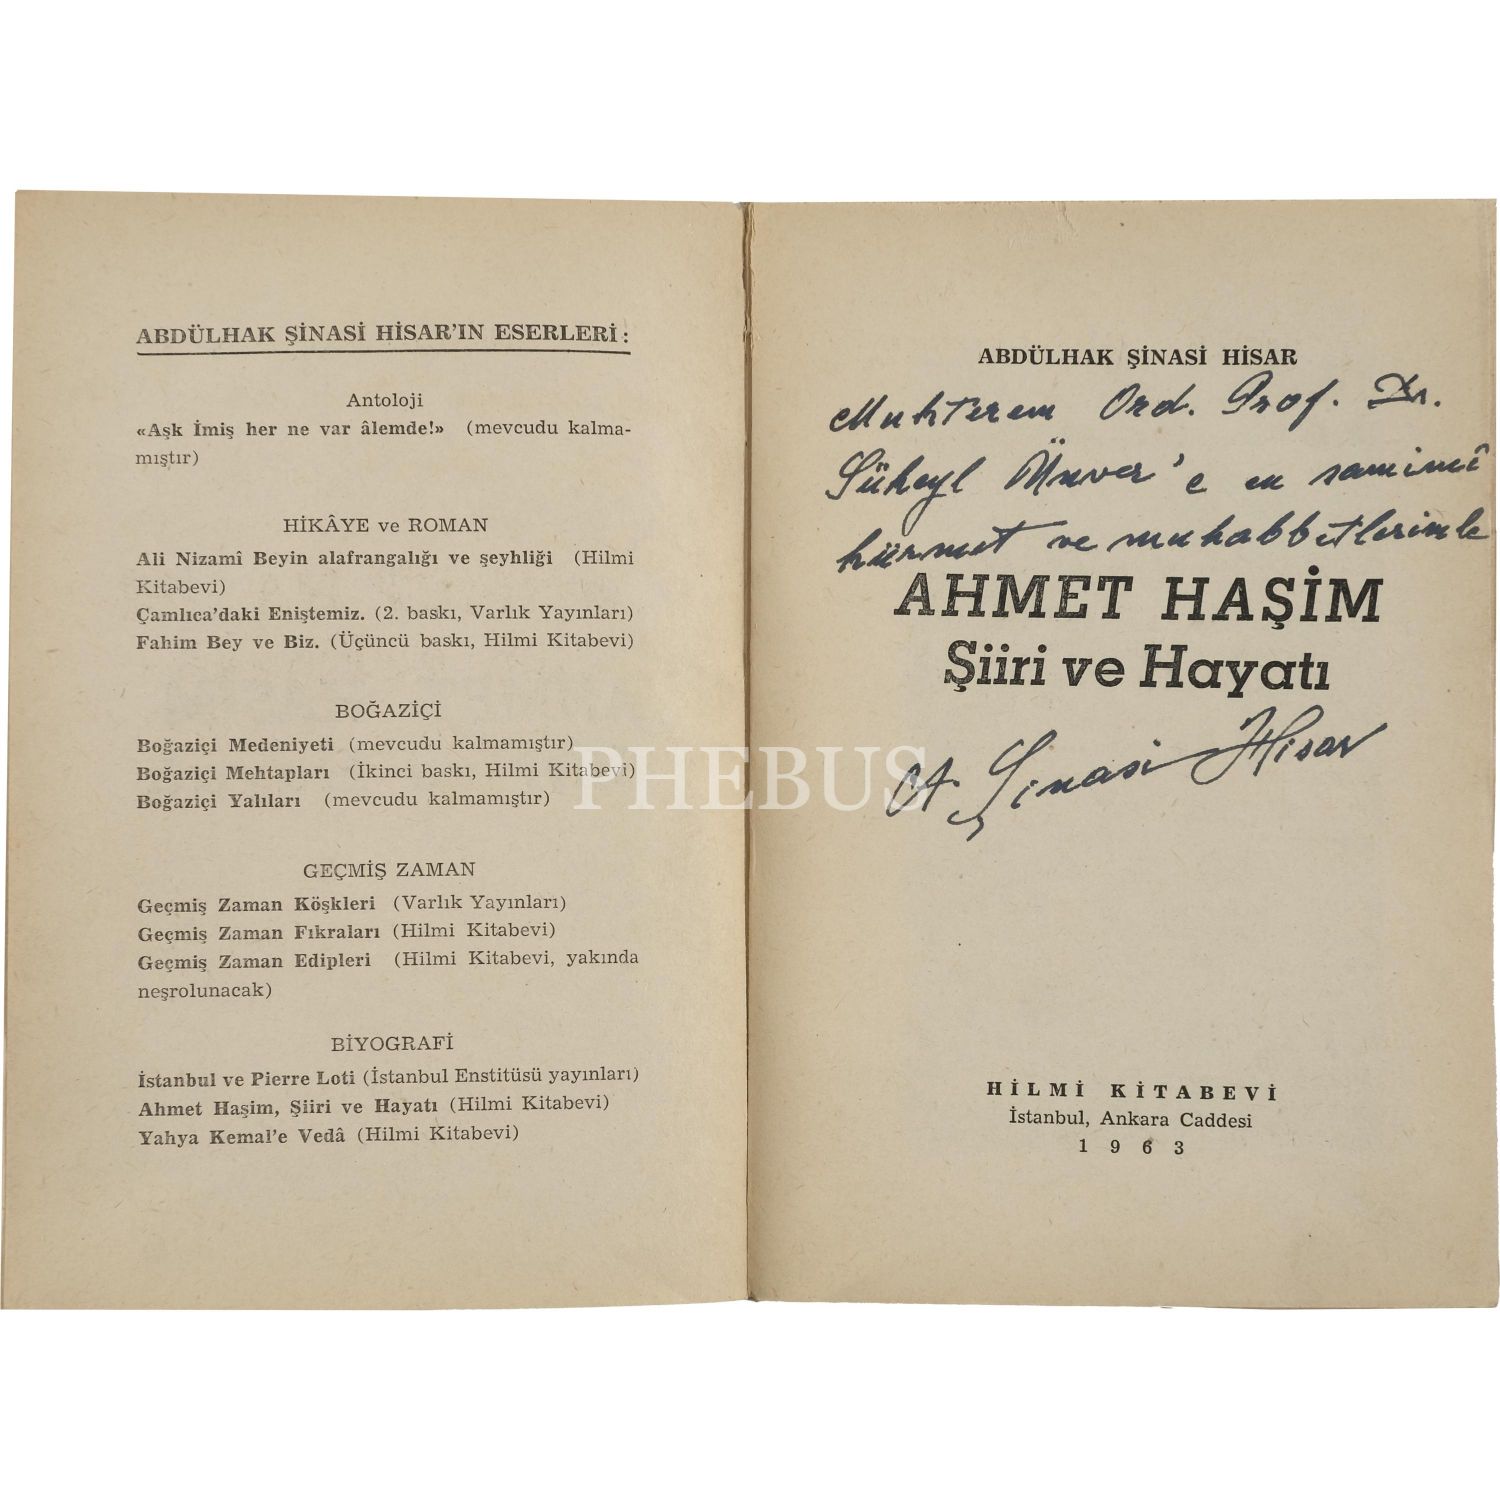 ABDÜLHAK ŞİNASİ HİSAR'IN ESERLERİ:
Antoloji
«Aşk İmiş her ne var âlemde!» (mevcudu kalma-
mıştır)
HİKÂYE ve ROMAN
Ali Nizamî Beyin alafrangalığı ve şeyhliği (Hilmi
Kitabevi)
Çamlıca'daki Eniştemiz. (2. baskı, Varlık Yayınları)
Fahim Bey ve Biz. (Üçüncü baskı, Hilmi Kitabevi)
BOĞAZİÇİ
Boğaziçi Medeniyeti (mevcudu kalmamıştır)
Boğaziçi Mehtapları (İkinci baskı, Hilmi Kitabevi)
Boğaziçi Yalıları (mevcudu kalmamıştır)
GEÇMİŞ ZAMAN
Geçmiş Zaman Köşkleri (Varlık Yayınları)
Geçmiş Zaman Fıkraları (Hilmi Kitabevi)
Geçmiş Zaman Edipleri (Hilmi Kitabevi, yakında
neşrolunacak)
BİYOGRAFİ
İstanbul ve Pierre Loti (İstanbul Enstitüsü yayınları)
Ahmet Haşim, Şiiri ve Hayatı (Hilmi Kitabevi)
Yahya Kemal'e Vedâ (Hilmi Kitabevi)
ABDÜLHAK ŞİNASİ HİSAR
Muhterem Ord. Prof. Dr.
Süheyl Ünver'e en samimî
hürmet ve muhabbetlerimle
AHMET HAŞİM
Şiiri ve Hayatı
A. Şinasi Hisar
HİLMİ KİTABEVİ
İstanbul, Ankara Caddesi
1963
PHEBUS